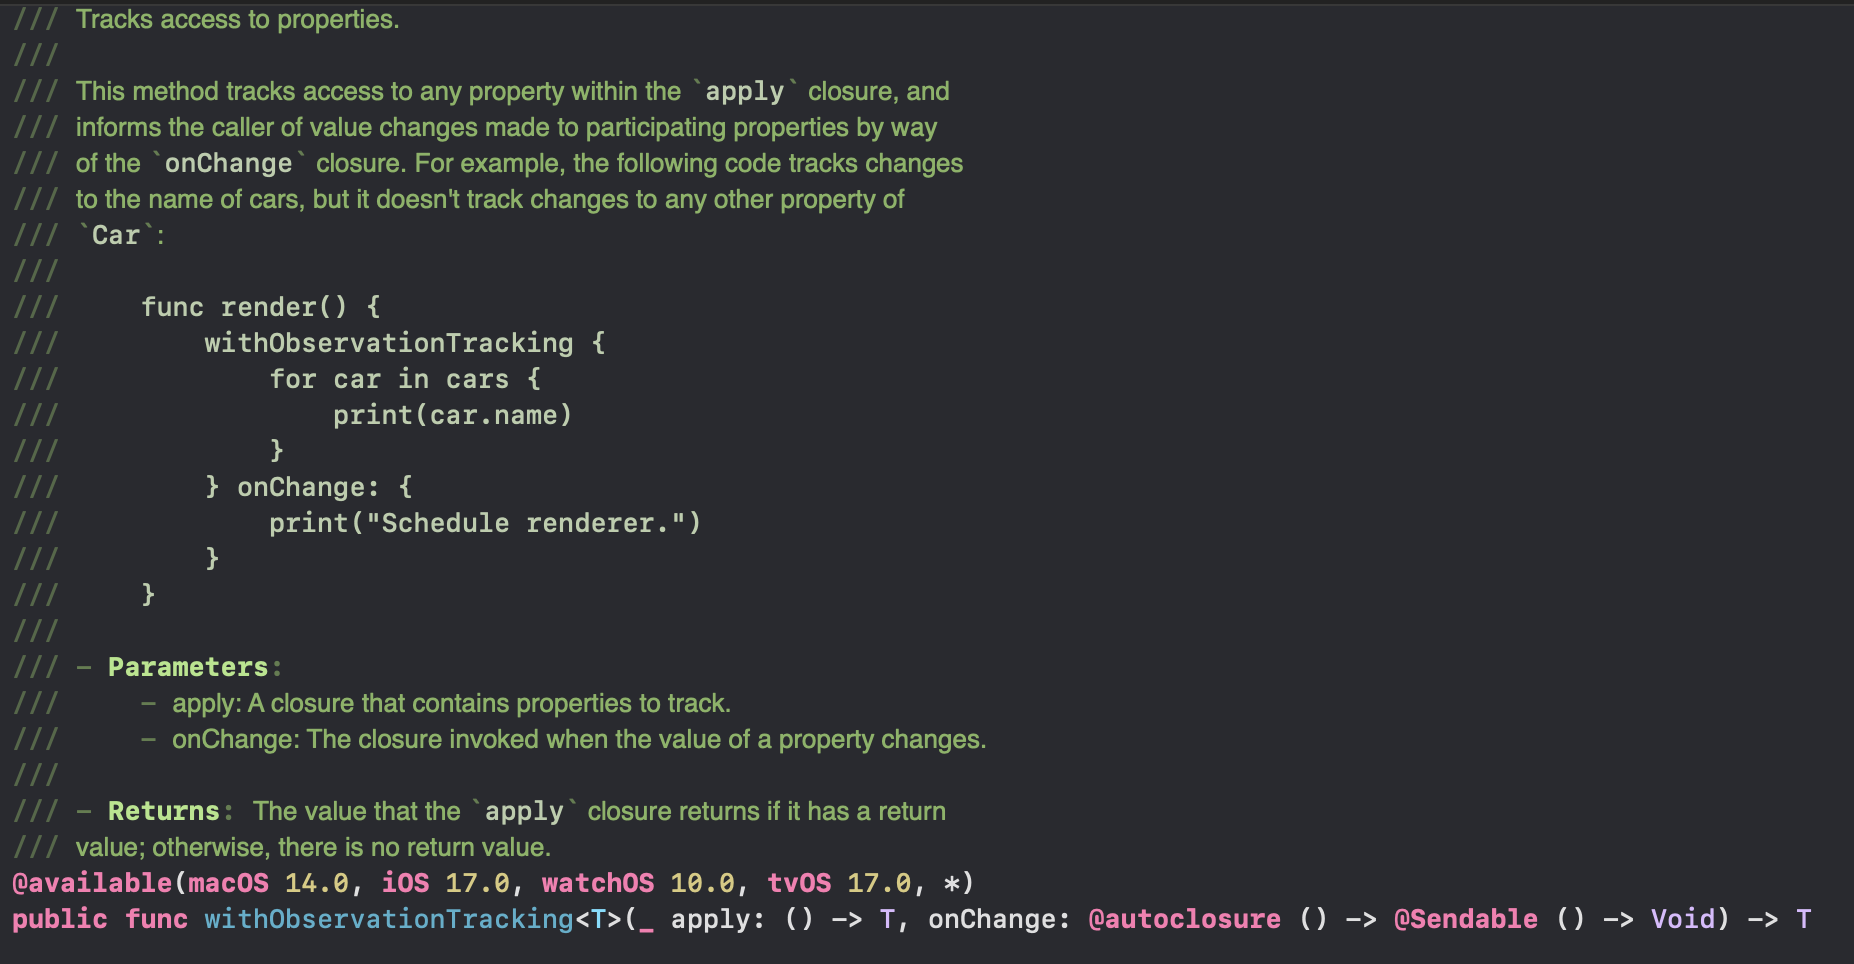 /// Tracks access to properties.
///
/// This method tracks access to any property within the `apply` closure, and
/// informs the caller of value changes made to participating properties by way
/// of the `onChange` closure. For example, the following code tracks changes
/// to the name of cars, but it doesn't track changes to any other property of
/// `Car`:
///
///     func render() {
///         withObservationTracking {
///             for car in cars {
///                 print(car.name)
///             }
///         } onChange: {
///             print("Schedule renderer.")
///         }
///     }
///
/// - Parameters:
///     - apply: A closure that contains properties to track.
///     - onChange: The closure invoked when the value of a property changes.
///
/// - Returns: The value that the `apply` closure returns if it has a return
/// value; otherwise, there is no return value.
@available(macOS 14.0, iOS 17.0, watchOS 10.0, tvOS 17.0, *)
public func withObservationTracking<T>(_ apply: () -> T, onChange: @autoclosure () -> @Sendable () -> Void) -> T